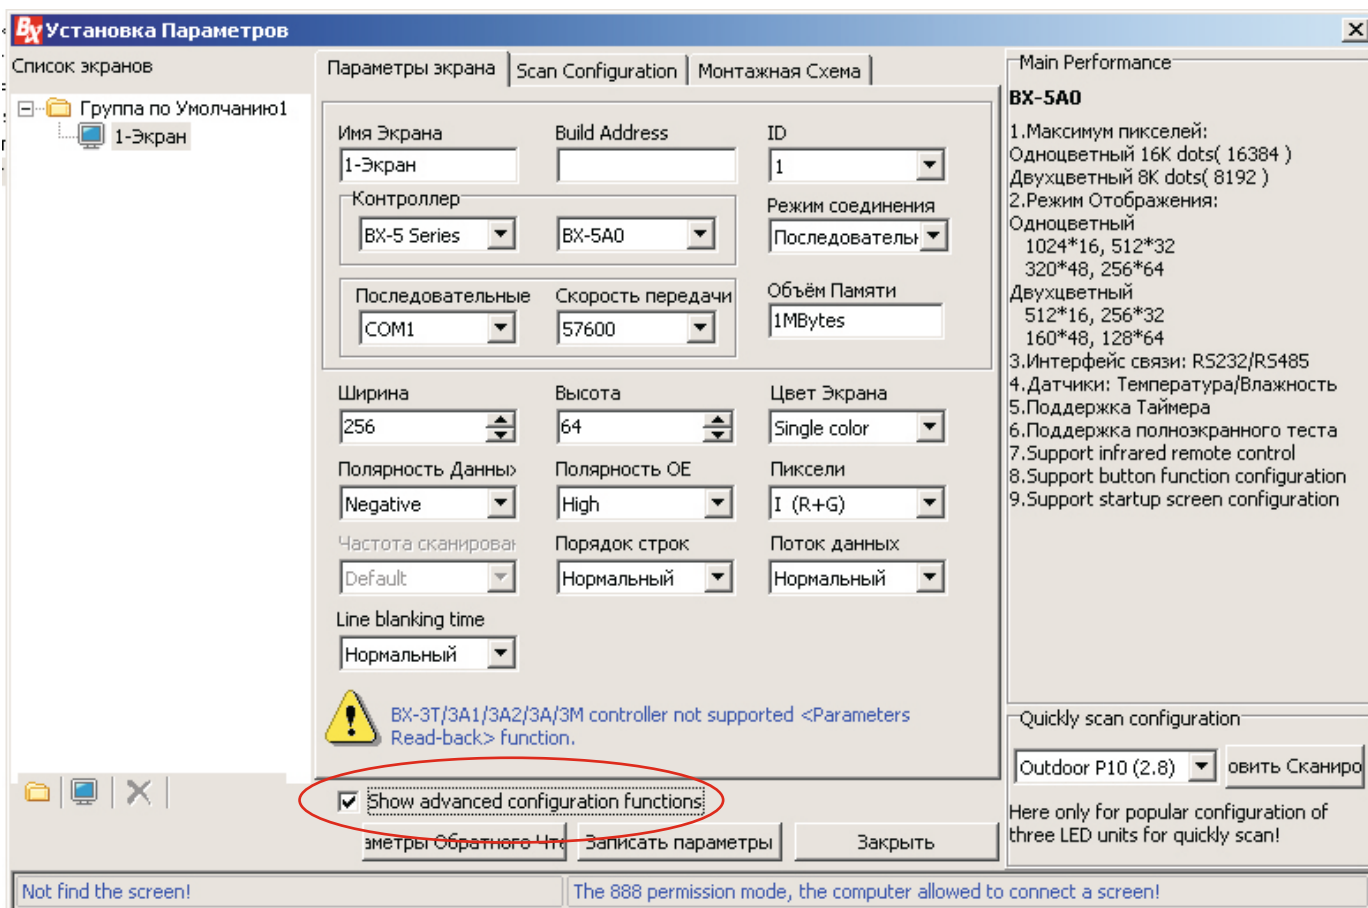 BX Установка Параметров
Список экранов
Группа по Умолчанию1
1-Экран
Параметры экрана
Scan Configuration
Монтажная Схема
Имя Экрана
Build Address
ID
1-Экран
1
Контроллер
Режим соединения
BX-5 Series
BX-5A0
Последовательн
Последовательные
Скорость передачи
Объём Памяти
COM1
57600
1MBytes
Ширина
Высота
Цвет Экрана
256
64
Single color
Полярность Данных
Полярность OE
Пиксели
Negative
High
I (R+G)
Частота сканирован
Порядок строк
Поток данных
Default
Нормальный
Нормальный
Line blanking time
Нормальный
BX-3T/3A1/3A2/3A/3M controller not supported <Parameters
Read-back> function.
Show advanced configuration functions
аметры Обратного Чте
Записать параметры
Закрыть
Main Performance
BX-5A0
1.Максимум пикселей:
Одноцветный 16K dots( 16384 )
Двухцветный 8K dots( 8192 )
2.Режим Отображения:
Одноцветный
1024*16, 512*32
320*48, 256*64
Двухцветный
512*16, 256*32
160*48, 128*64
3.Интерфейс связи: RS232/RS485
4.Датчики: Температура/Влажность
5.Поддержка Таймера
6.Поддержка полноэкранного теста
7.Support infrared remote control
8.Support button function configuration
9.Support startup screen configuration
Quickly scan configuration
Outdoor P10 (2.8)
овить Сканиро
Here only for popular configuration of
three LED units for quickly scan!
Not find the screen!
The 888 permission mode, the computer allowed to connect a screen!